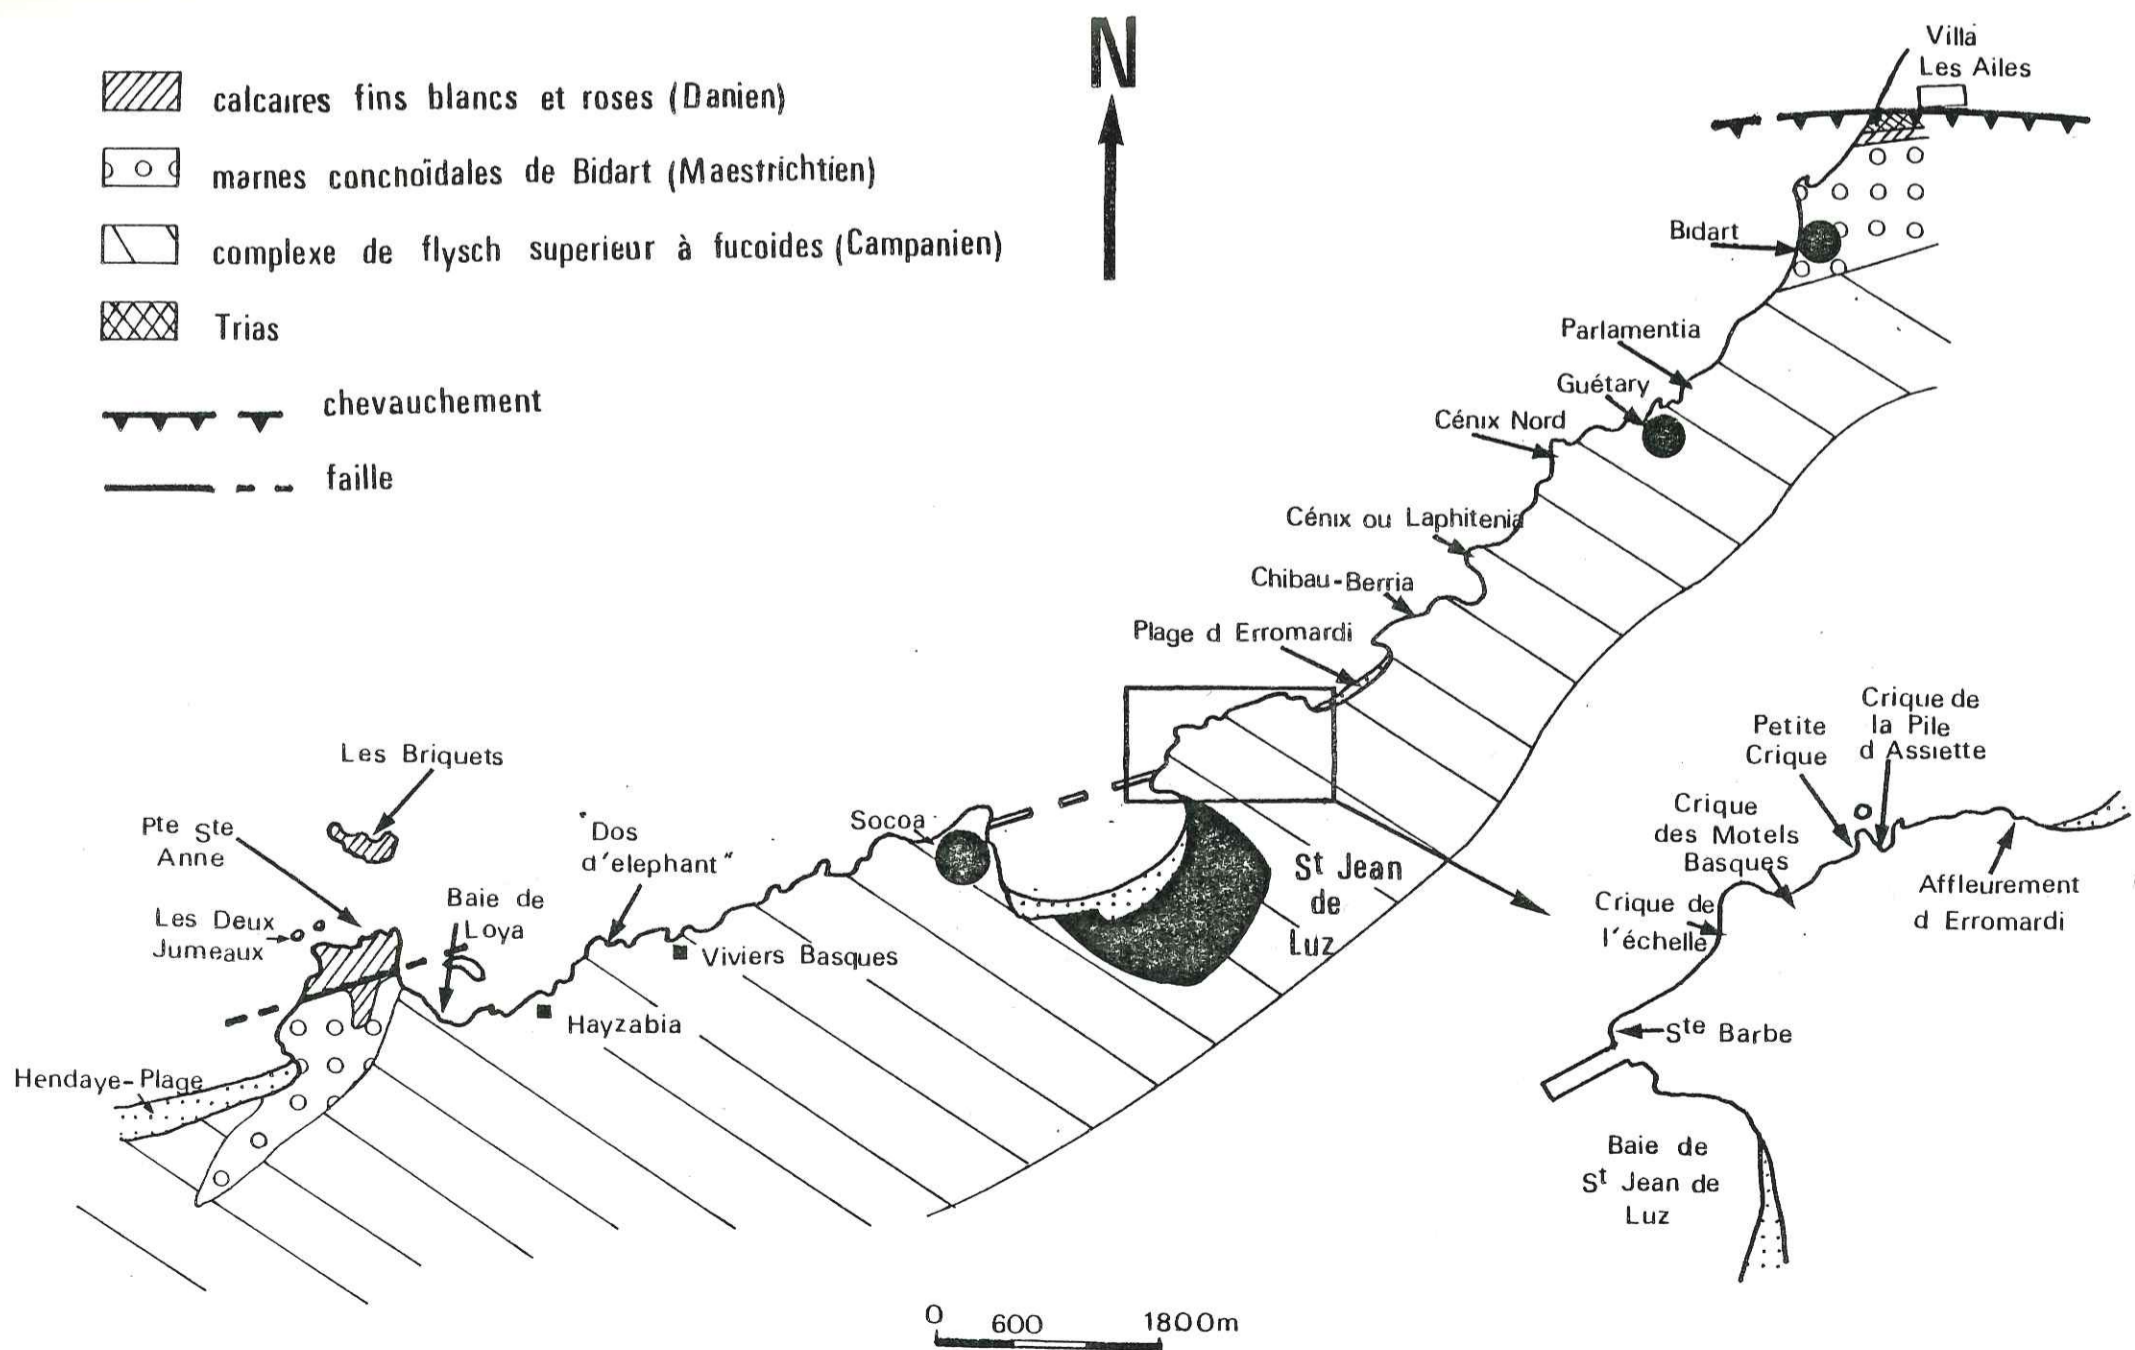 N
calcaires fins blancs et roses (Danien)
marnes conchoïdales de Bidart (Maestrichtien)
complexe de flysch superieur à fucoides (Campanien)
Trias
chevauchement
faille
Villa
Les Ailes
Bidart
Parlamentia
Guétary
Cénix Nord
Cénix ou Laphitenia
Chibau-Berria
Plage d Erromardi
Les Briquets
Pte Ste
Anne
Les Deux
Jumeaux
Baie de
Loya
"Dos
d'elephant"
Socoa
Viviers Basques
Hayzabia
Hendaye-Plage
St Jean
de
Luz
Crique de
la Pile
d Assiette
Petite
Crique
Crique
des Motels
Basques
Crique de
l'échelle
Affleurement
d Erromardi
Ste Barbe
Baie de
St Jean de
Luz
0 600 1800m